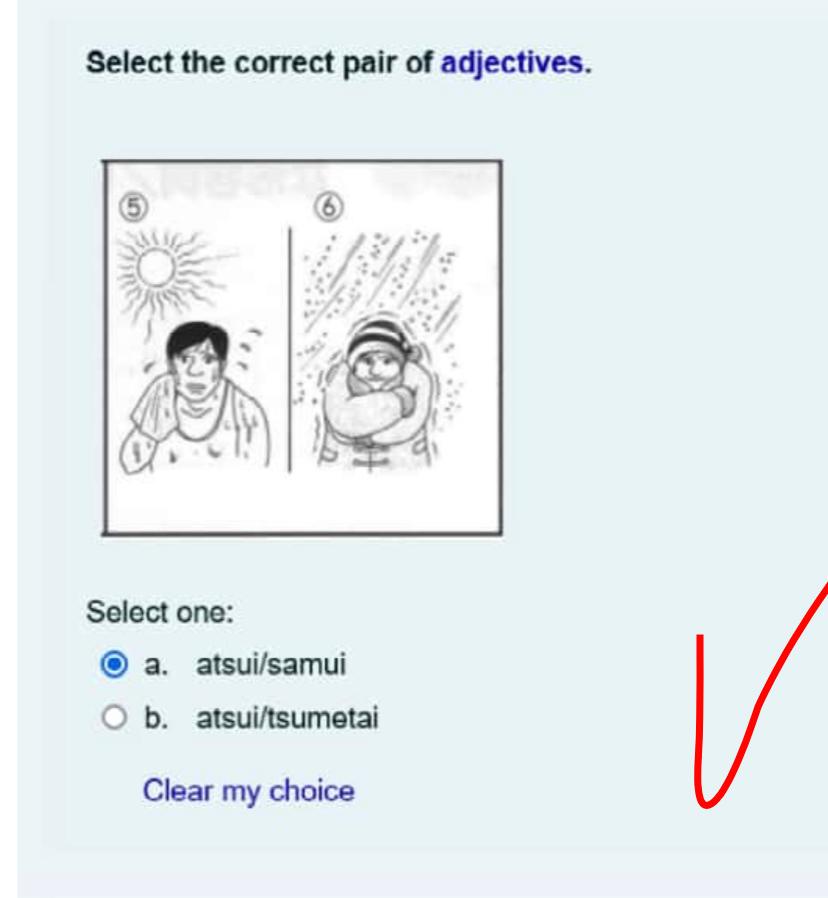 Select the correct pair of adjectives.
⑤ ⑥
Select one:
a. atsui/samui
b. atsui/tsumetai
Clear my choice